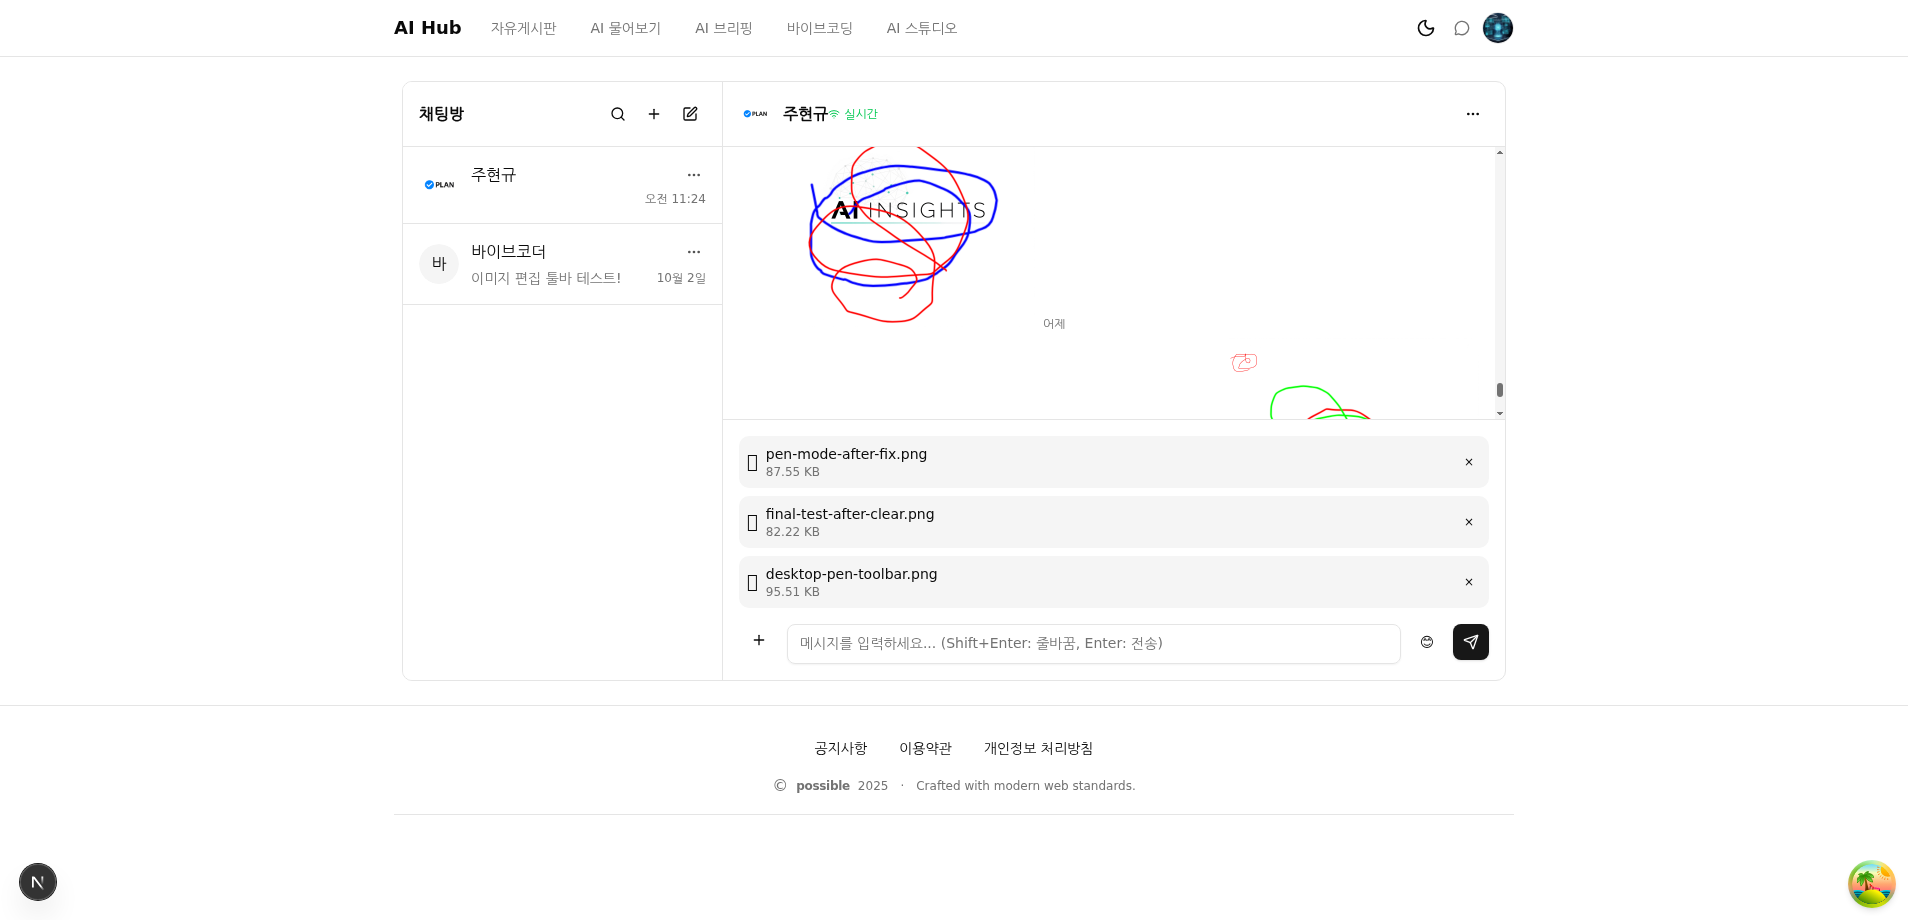 AI Hub
자유게시판
AI 물어보기
AI 브리핑
바이브코딩
AI 스튜디오
채팅방
PLAN
주현규
오전 11:24
바
바이브코더
이미지 편집 툴바 테스트!
10월 2일
PLAN
주현규
실시간
AI INSIGHTS
어제
pen-mode-after-fix.png
87.55 KB
×
final-test-after-clear.png
82.22 KB
×
desktop-pen-toolbar.png
95.51 KB
×
메시지를 입력하세요... (Shift+Enter: 줄바꿈, Enter: 전송)
공지사항
이용약관
개인정보 처리방침
© possible 2025 · Crafted with modern web standards.
N